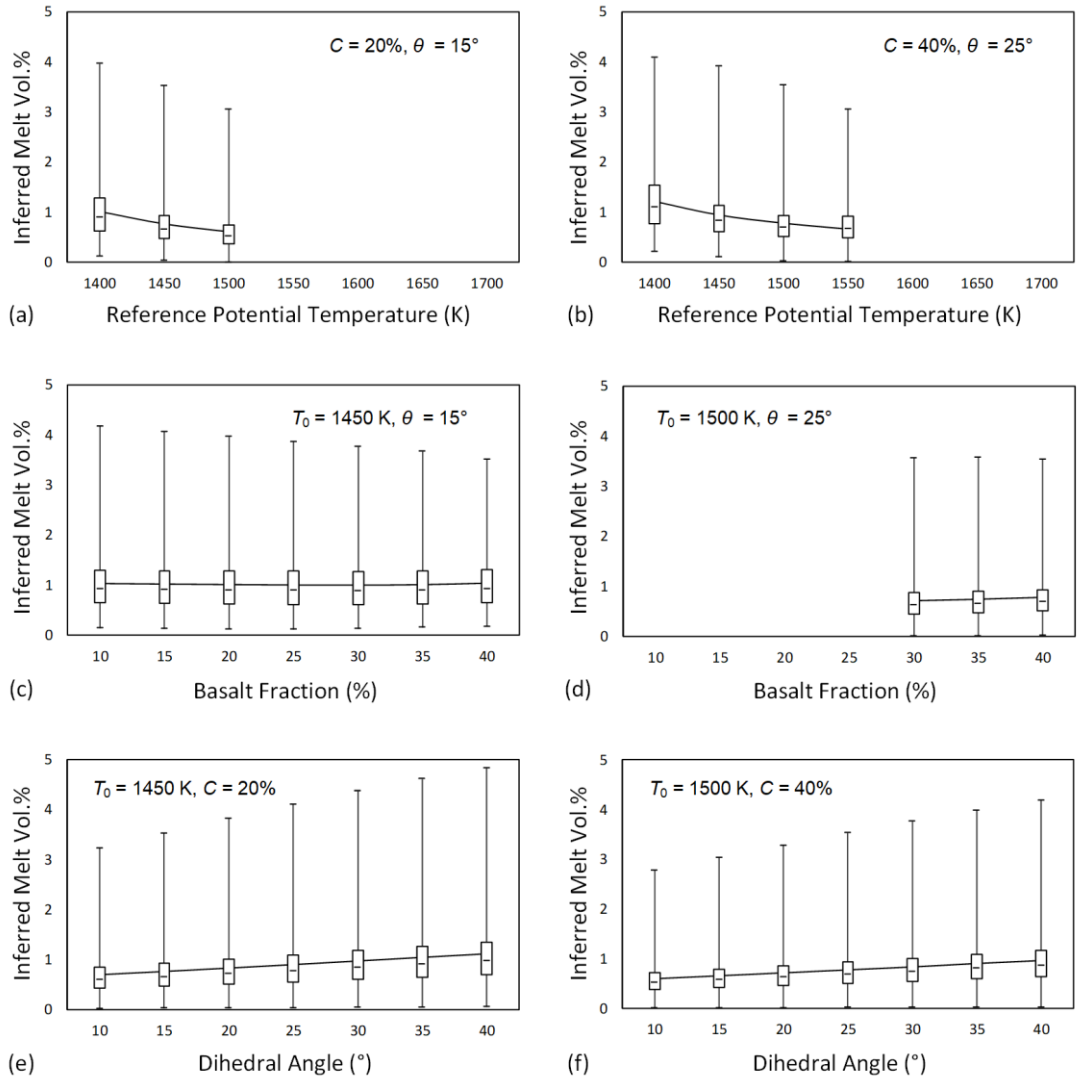 5
4
3
2
1
0
Inferred Melt Vol.%
C = 20%, θ = 15°
1400 1450 1500 1550 1600 1650 1700
(a) Reference Potential Temperature (K)
5
4
3
2
1
0
Inferred Melt Vol.%
C = 40%, θ = 25°
1400 1450 1500 1550 1600 1650 1700
(b) Reference Potential Temperature (K)
5
4
3
2
1
0
Inferred Melt Vol.%
T0 = 1450 K, θ = 15°
10 15 20 25 30 35 40
(c) Basalt Fraction (%)
5
4
3
2
1
0
Inferred Melt Vol.%
T0 = 1500 K, θ = 25°
10 15 20 25 30 35 40
(d) Basalt Fraction (%)
5
4
3
2
1
0
Inferred Melt Vol.%
T0 = 1450 K, C = 20%
10 15 20 25 30 35 40
(e) Dihedral Angle (°)
5
4
3
2
1
0
Inferred Melt Vol.%
T0 = 1500 K, C = 40%
10 15 20 25 30 35 40
(f) Dihedral Angle (°)